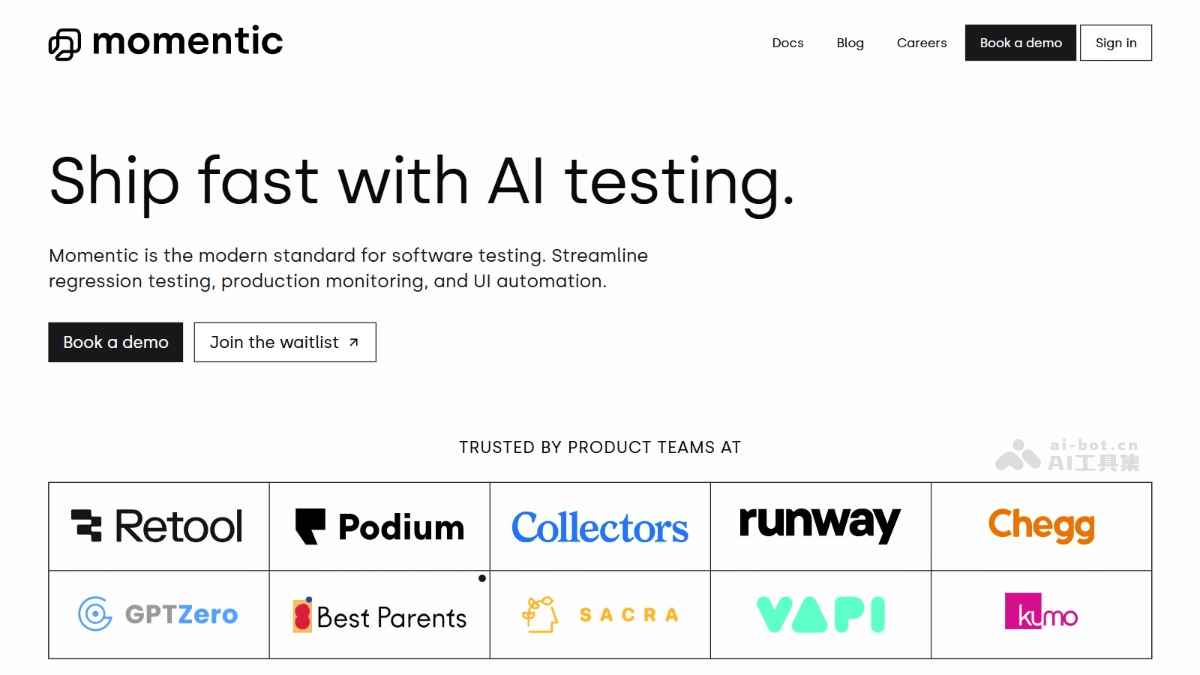 momentic
Docs Blog Careers Book a demo Sign in
Ship fast with AI testing.
Momentic is the modern standard for software testing. Streamline
regression testing, production monitoring, and UI automation.
Book a demo Join the waitlist ↗
TRUSTED BY PRODUCT TEAMS AT
ai-bot.cn
AI工具集
Retool Podium Collectors runway Chegg
GPTZero Best Parents SACRA VAPI kumo